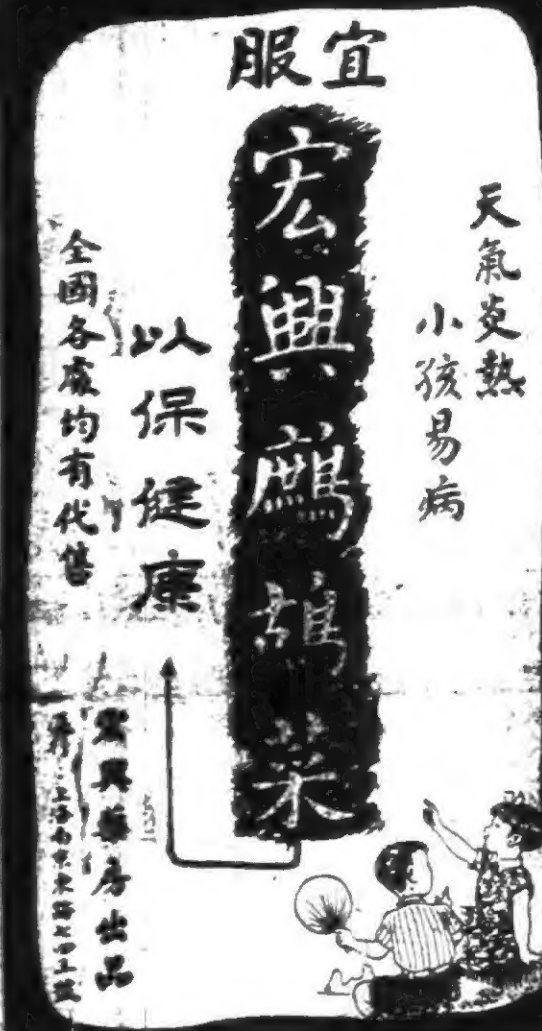 天氣炎熱
小孩易病
宜服
宏興鷓鴣菜
以保健康
全國各處均有代售
宏興藥房出品